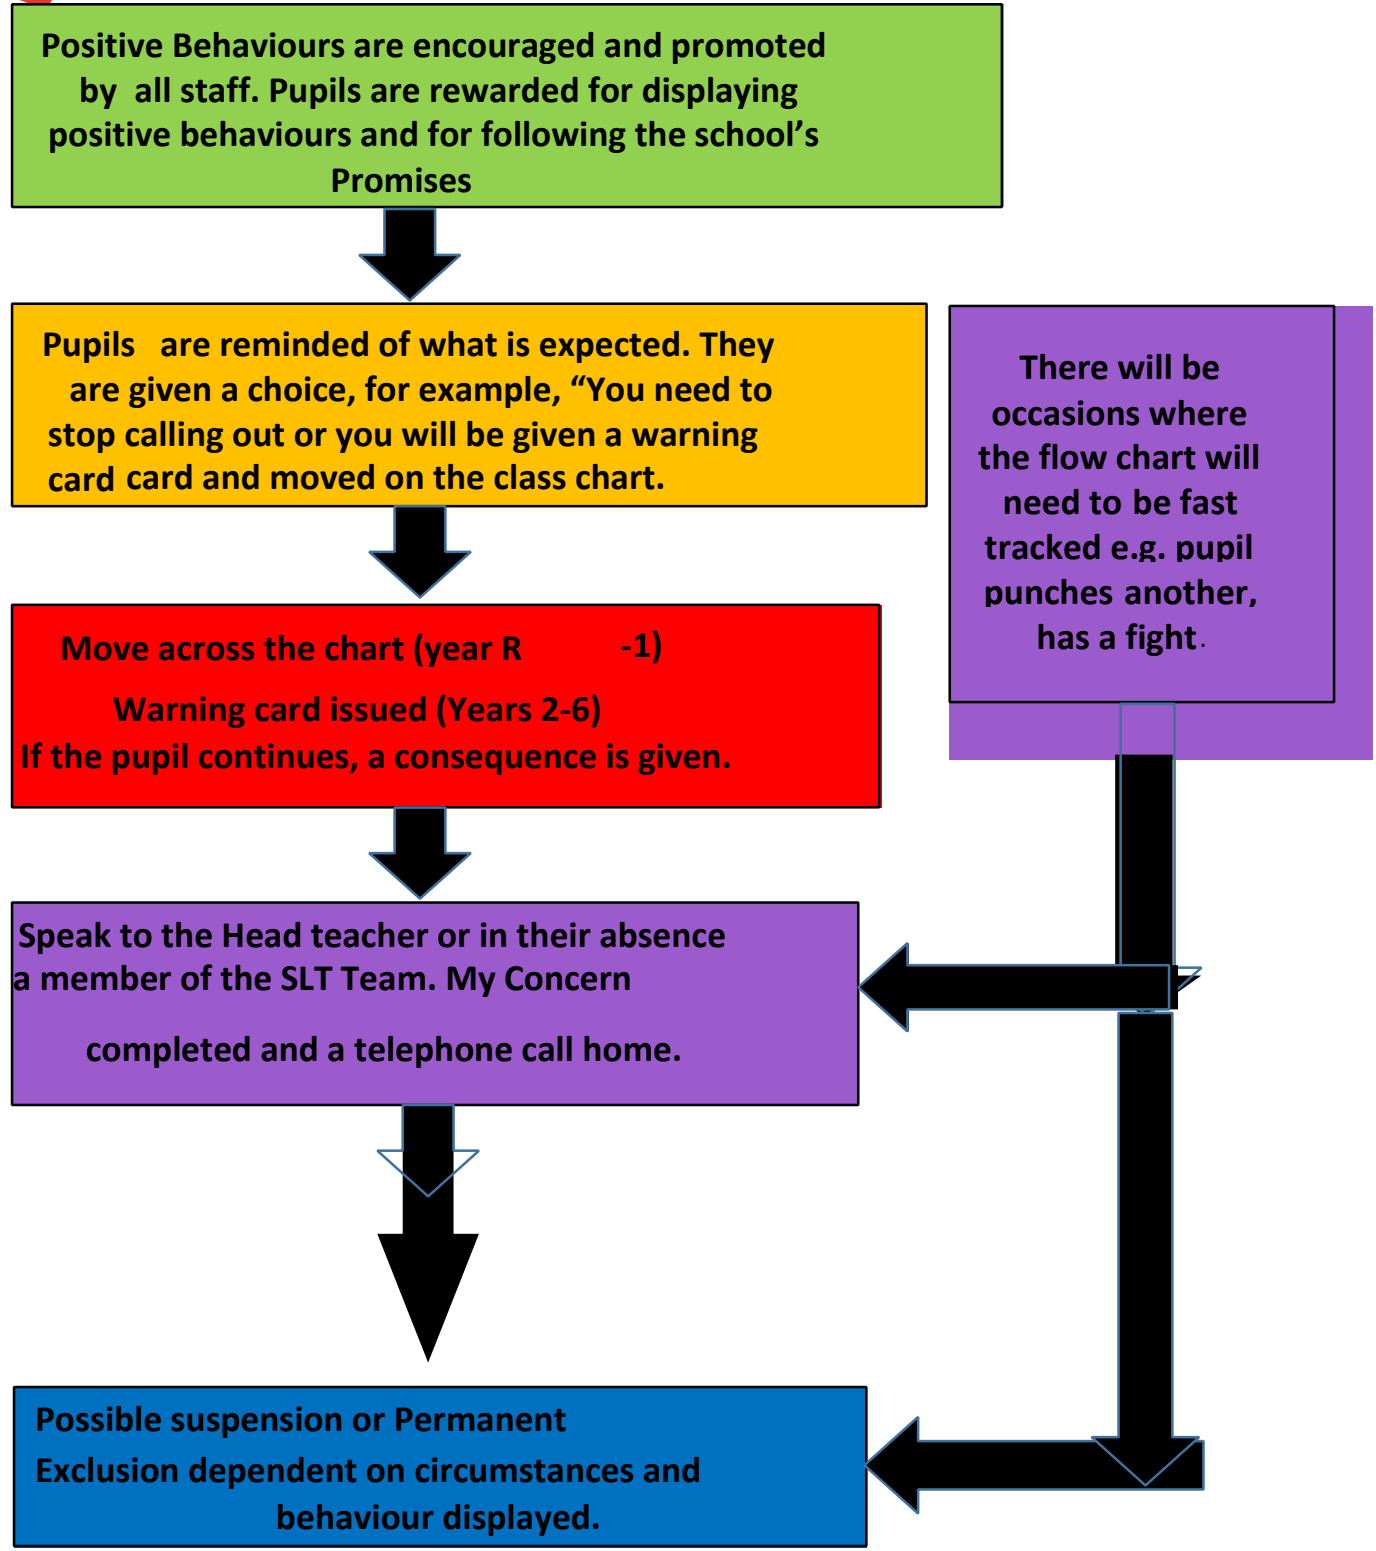 Positive Behaviours are encouraged and promoted
by all staff. Pupils are rewarded for displaying
positive behaviours and for following the school’s
Promises
Pupils are reminded of what is expected. They
are given a choice, for example, “You need to
stop calling out or you will be given a warning
card card and moved on the class chart.
Move across the chart (year R -1)
Warning card issued (Years 2-6)
If the pupil continues, a consequence is given.
Speak to the Head teacher or in their absence
a member of the SLT Team. My Concern
completed and a telephone call home.
Possible suspension or Permanent
Exclusion dependent on circumstances and
behaviour displayed.
There will be
occasions where
the flow chart will
need to be fast
tracked e.g. pupil
punches another,
has a fight.